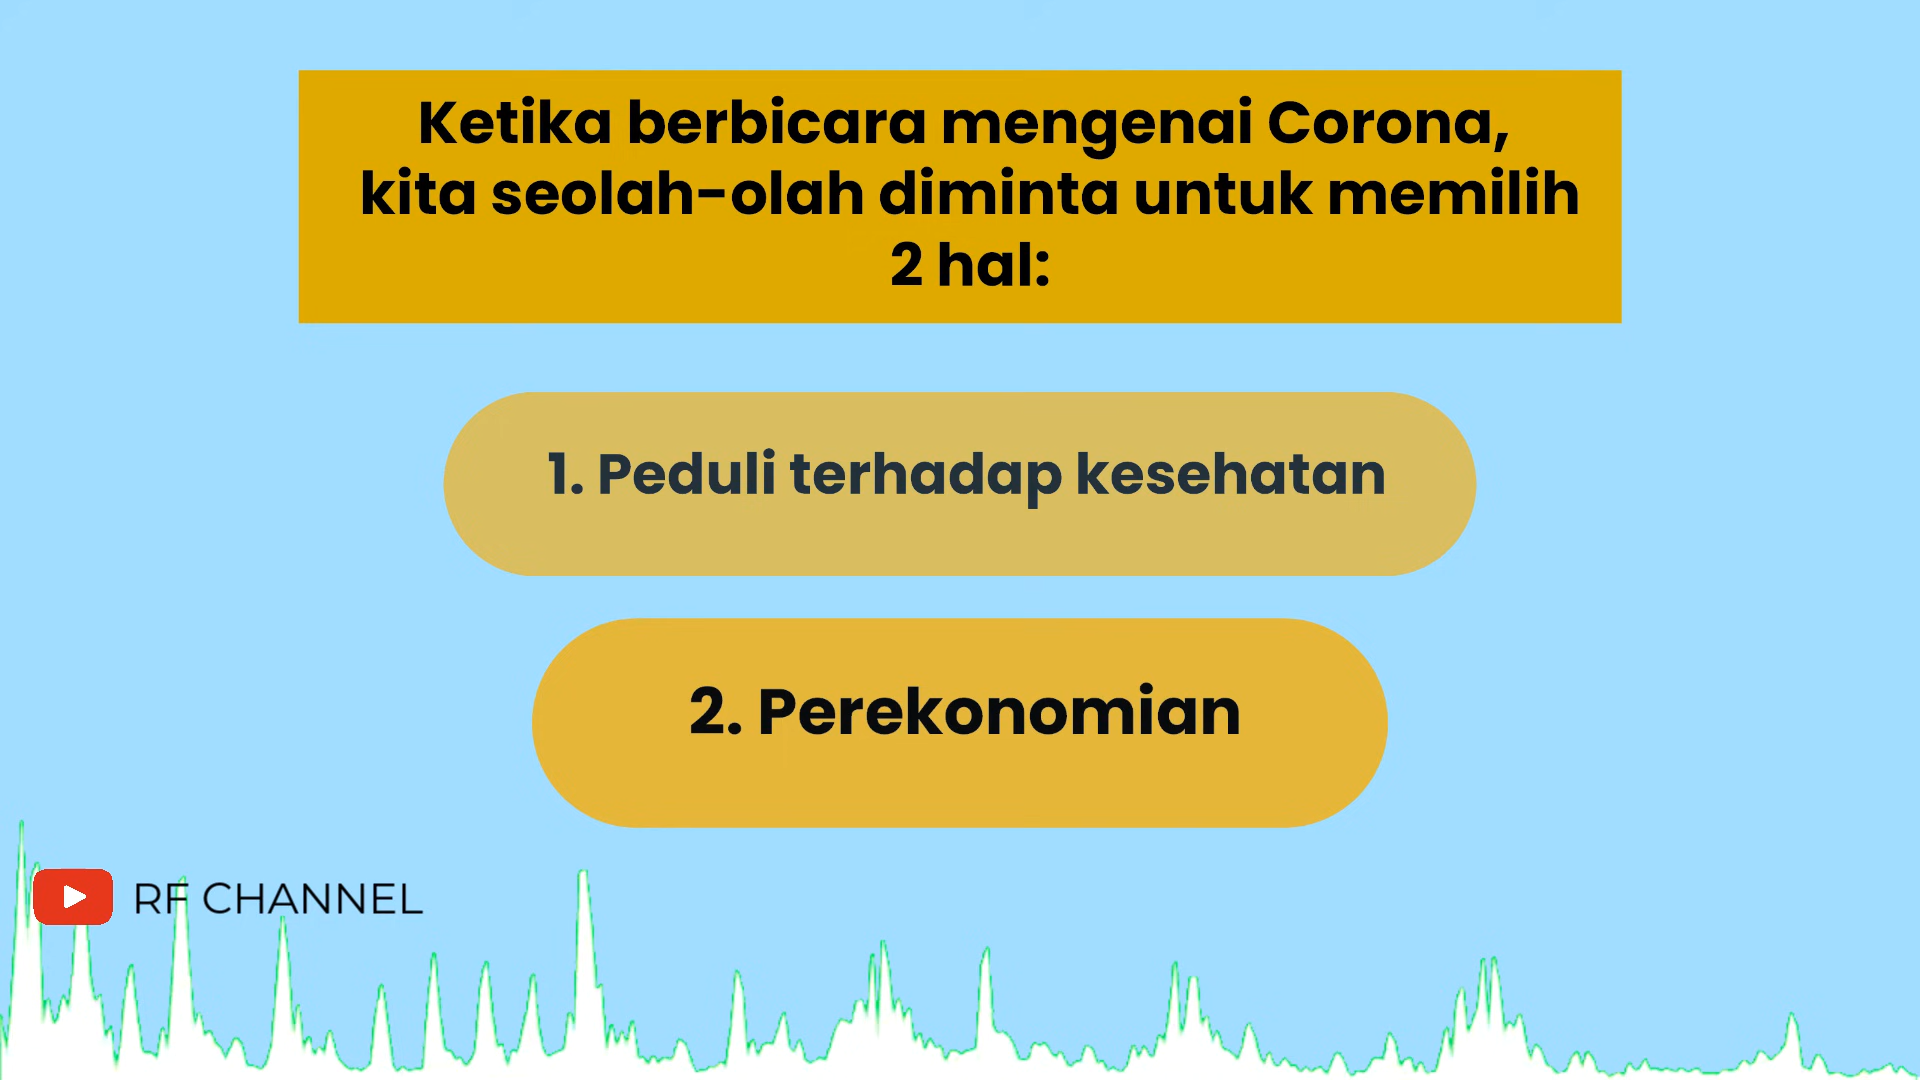 Ketika berbicara mengenai Corona,
kita seolah-olah diminta untuk memilih
2 hal:
1. Peduli terhadap kesehatan
2. Perekonomian
RF CHANNEL